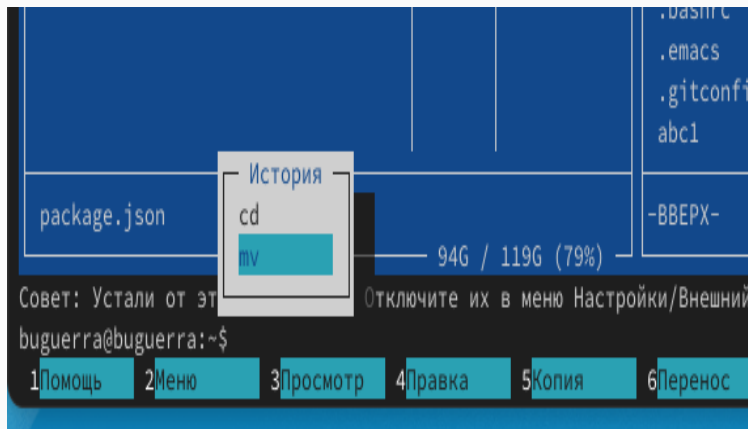 .bashrc
.emacs
.gitconfi
abc1
История
package.json
cd
-ВВЕРХ-
mv
94G / 119G (79%)
Совет: Устали от эт Отключите их в меню Настройки/Внешний
buguerra@buguerra:~$
1Помощь 2Меню 3Просмотр 4Правка 5Копия 6Перенос